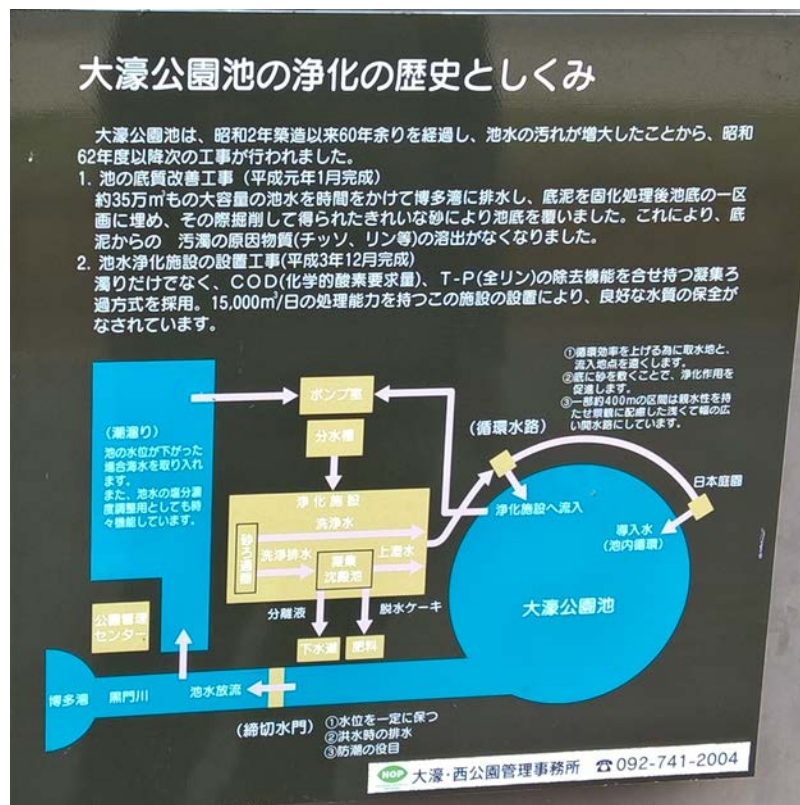 大濠公園池の浄化の歴史としくみ
大濠公園池は、昭和2年築造以来60年余りを経過し、池水の汚れが増大したことから、昭和
62年度以降次の工事が行われました。
1. 池の底質改善工事（平成元年1月完成）
約35万㎥もの大容量の池水を時間をかけて博多湾に排水し、底泥を固化処理後池底の一区
画に埋め、その際掘削して得られたきれいな砂により池底を覆いました。これにより、底
泥からの　汚濁の原因物質(チッソ、リン等)の溶出がなくなりました。
2. 池水浄化施設の設置工事(平成3年12月完成)
濁りだけでなく、COD(化学的酸素要求量)、T-P(全リン)の除去機能を合せ持つ凝集ろ
過方式を採用。15,000㎥/日の処理能力を持つこの施設の設置により、良好な水質の保全が
なされています。
①循環効率を上げる為に取水地と、
流入地点を遠くします。
②底に砂を敷くことで、浄化作用を
促進します。
③一部約400mの区間は親水性を持
たせ景観に配慮した浅くて幅の広
い開水路にしています。
ポンプ室
分水槽
（循環水路）
（潮溜り）
池の水位が下がった
場合海水を取り入れ
ます。
また、池水の塩分濃
度調整用としても時
々機能しています。
浄化施設
洗浄水
砂ろ過器
洗浄排水
凝集
沈殿池
上澄水
浄化施設へ流入
日本庭園
導入水
（池内循環）
大濠公園池
分離液
脱水ケーキ
下水道
肥料
公園管理
センター
博多湾
黒門川
池水放流
（締切水門）
①水位を一定に保つ
②洪水時の排水
③防潮の役目
HOP
大濠・西公園管理事務所 ☎092-741-2004